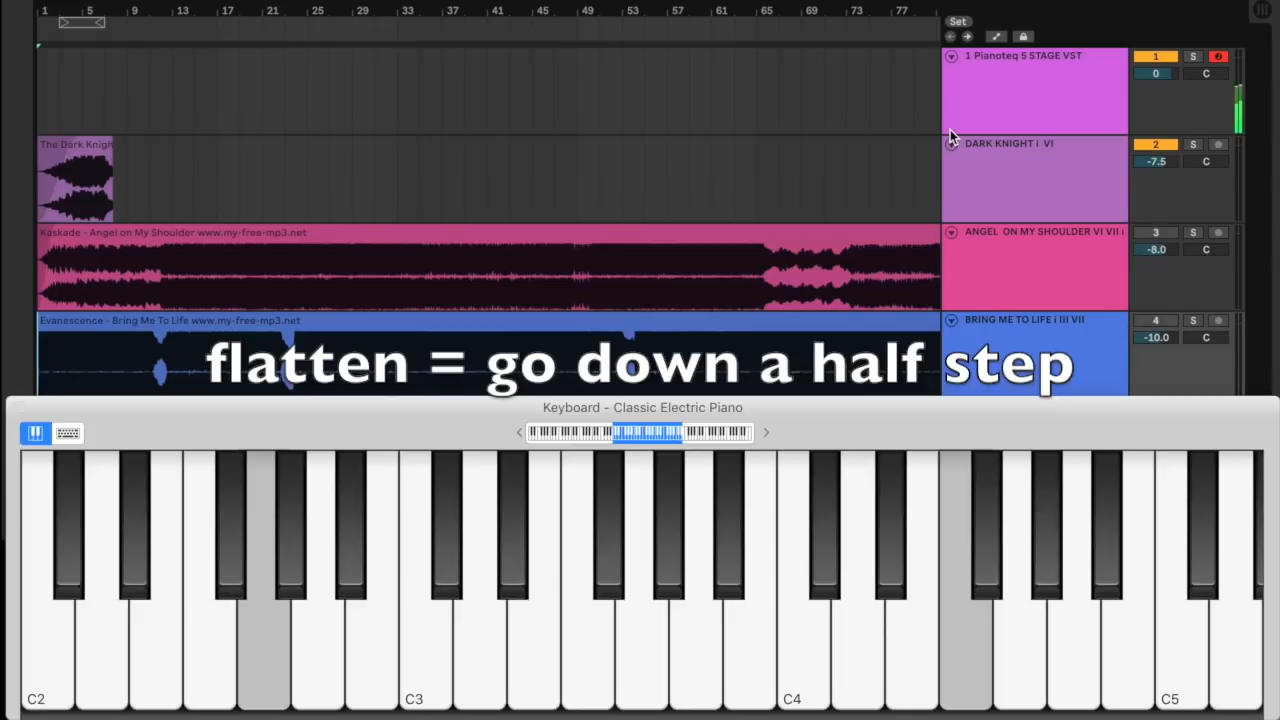 1 5 9 13 17 21 25 29 33 37 41 45 49 53 57 61 65 69 73 77
Set
1 Pianoteq 5 STAGE VST
1 S
0 C
The Dark Knigh
DARK KNIGHT i VI
2 S
-7.5 C
Kaskade - Angel on My Shoulder www.my-free-mp3.net
ANGEL ON MY SHOULDER VI VII i
3 S
-8.0 C
Evanescence - Bring Me To Life www.my-free-mp3.net
BRING ME TO LIFE i III VII
4 S
-10.0 C
flatten = go down a half step
Keyboard - Classic Electric Piano
C2 C3 C4 C5